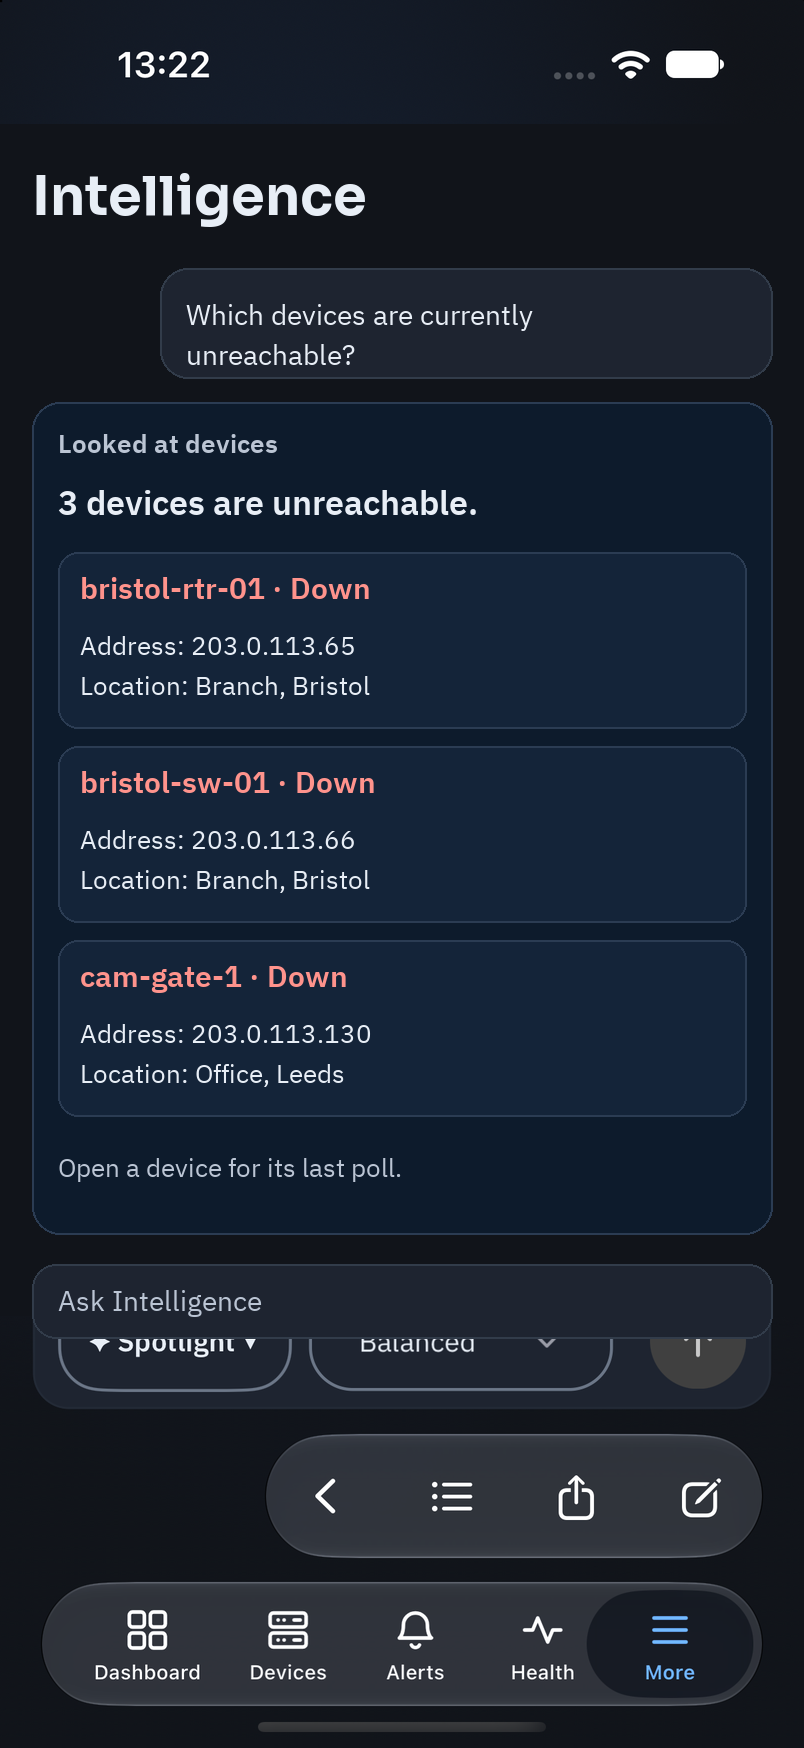 13:22
Intelligence
Which devices are currently
unreachable?
Looked at devices
3 devices are unreachable.
bristol-rtr-01 · Down
Address: 203.0.113.65
Location: Branch, Bristol
bristol-sw-01 · Down
Address: 203.0.113.66
Location: Branch, Bristol
cam-gate-1 · Down
Address: 203.0.113.130
Location: Office, Leeds
Open a device for its last poll.
Ask Intelligence
Spotlight Balanced
Dashboard Devices Alerts Health More